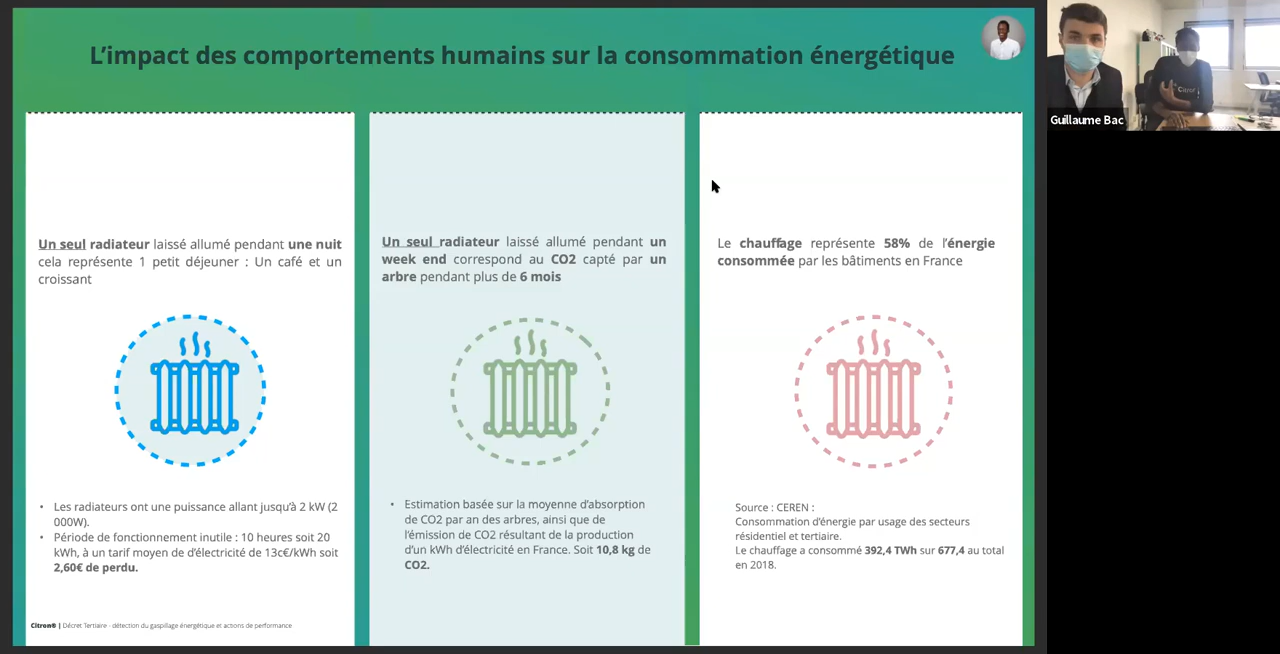 L'impact des comportements humains sur la consommation énergétique
Un seul radiateur laissé allumé pendant une nuit
cela représente 1 petit déjeuner : Un café et un
croissant
• Les radiateurs ont une puissance allant jusqu'à 2 kW (2
000W).
• Période de fonctionnement inutile : 10 heures soit 20
kWh, à un tarif moyen de d'électricité de 13c€/kWh soit
2,60€ de perdu.
Un seul radiateur laissé allumé pendant un
week end correspond au CO2 capté par un
arbre pendant plus de 6 mois
• Estimation basée sur la moyenne d'absorption
de CO2 par an des arbres, ainsi que de
l'émission de CO2 résultant de la production
d'un kWh d'électricité en France. Soit 10,8 kg de
CO2.
Le chauffage représente 58% de l'énergie
consommée par les bâtiments en France
Source : CEREN :
Consommation d'énergie par usage des secteurs
résidentiel et tertiaire.
Le chauffage a consommé 392,4 TWh sur 677,4 au total
en 2018.
Citron® | Décret Tertiaire - détection du gaspillage énergétique et actions de performance
Guillaume Bac
Citron